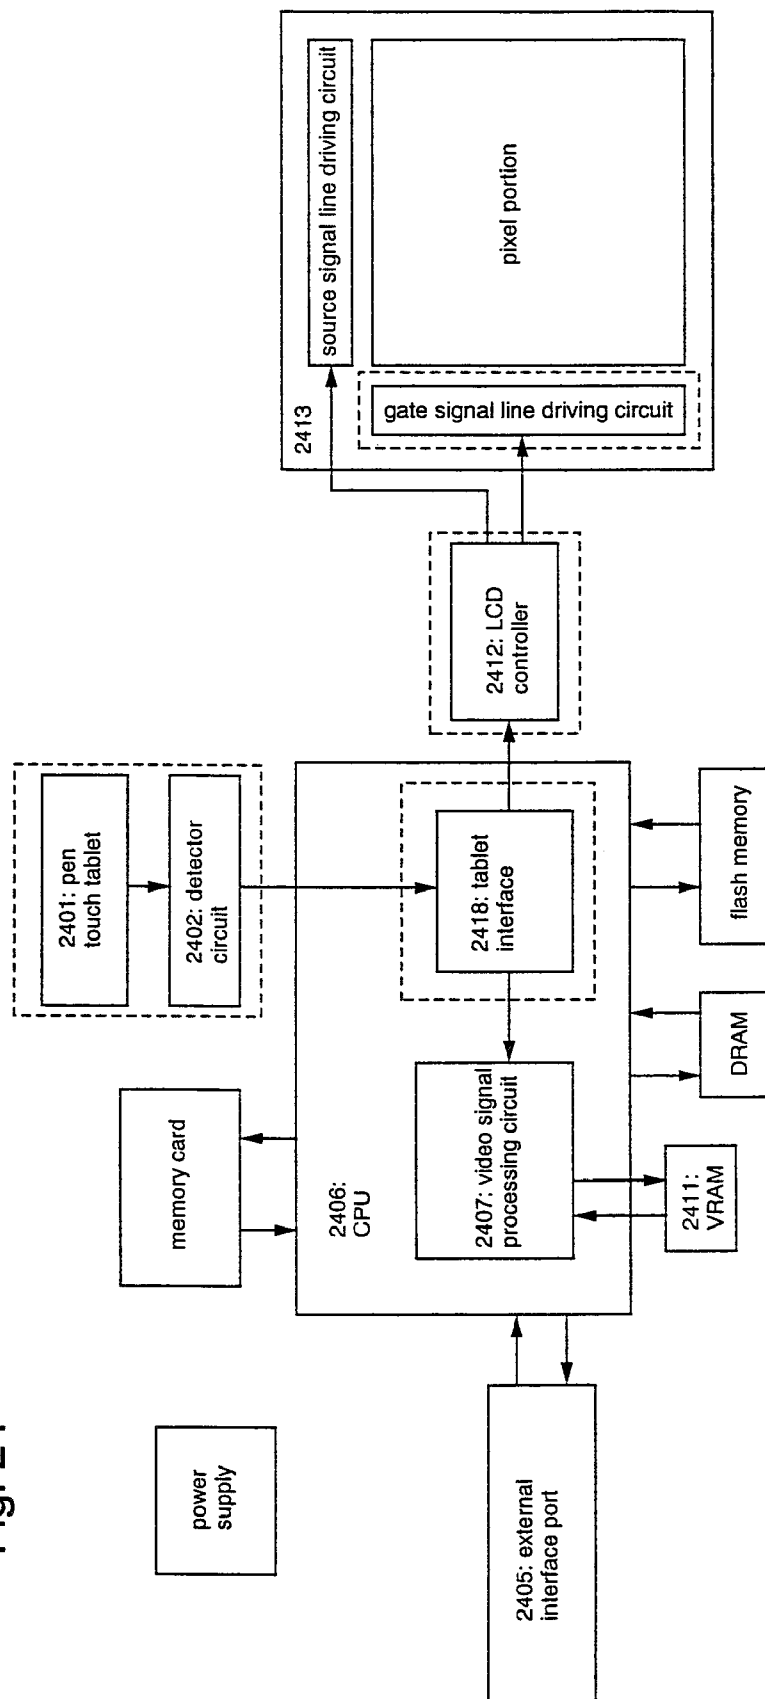 Fig.
power
supply
memory card
2401: pen
touch tablet
2402: detector
circuit
2413
source signal line driving circuit
gate signal line driving circuit
pixel portion
2406:
CPU
2407: video signal
processing circuit
2418: tablet
interface
2412: LCD
controller
2405: external
interface port
2411:
VRAM
DRAM
flash memory